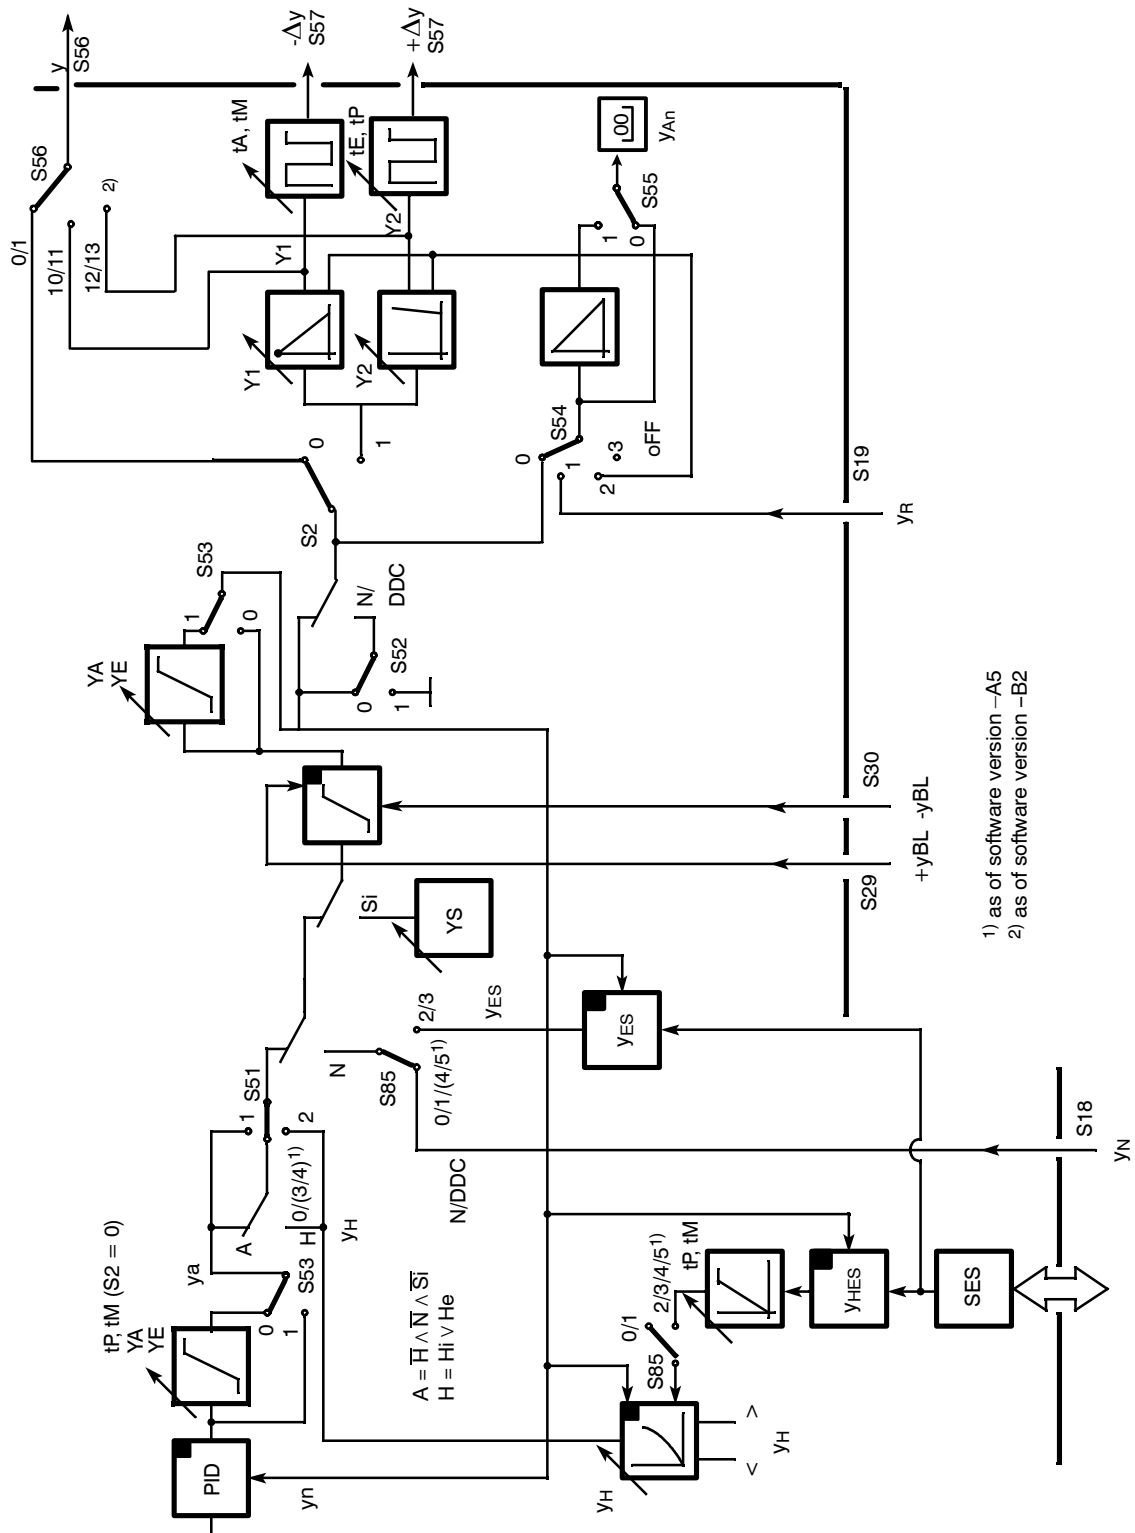 PID
yn
tP, tM (S2 = 0)
YA
YE
ya
0
1
S53
A
H
0/(3/4)1)
1
2
S51
yH
A = H ∧ N ∧ Si
H = Hi ∨ He
N
S85
2/3
0/1/(4/51)
N/DDC
yES
yES
Si
YS
YA
YE
1
0
S53
N/
DDC
0
1
S52
S2
0
1
0/1
10/11
12/13
2)
S56
y
S56
Y1
Y2
Y1
Y2
tA, tM
tE, tP
-Δy
S57
+Δy
S57
0
1
2
3
oFF
S54
1
0
S55
00
yAn
yH
< >
yH
0/1
2/3/4/51)
S85
tP, tM
yHES
SES
S18
yN
S29
+yBL
S30
-yBL
S19
yR
1) as of software version –A5
2) as of software version –B2